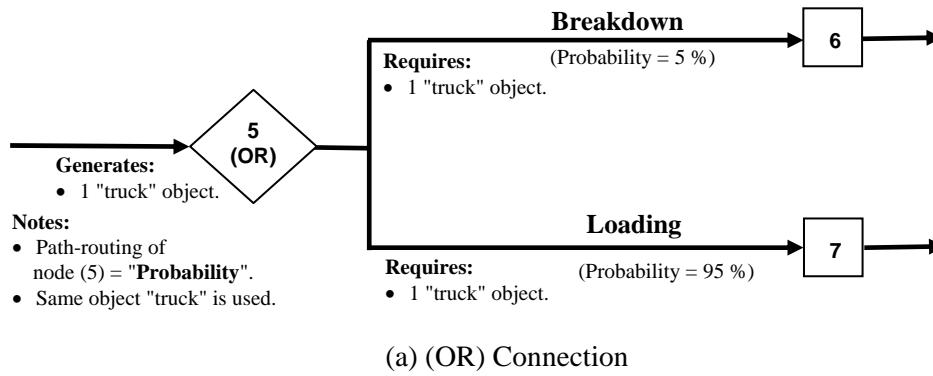 Breakdown
6
Requires:
(Probability = 5 %)
• 1 "truck" object.
5
(OR)
Generates:
• 1 "truck" object.
Notes:
• Path-routing of
node (5) = "Probability".
• Same object "truck" is used.
Loading
7
Requires:
(Probability = 95 %)
• 1 "truck" object.
(a) (OR) Connection